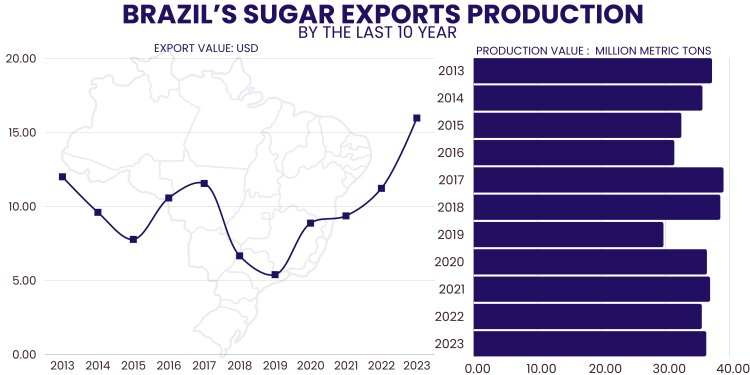 BRAZIL'S SUGAR EXPORTS PRODUCTION
BY THE LAST 10 YEAR
EXPORT VALUE: USD
20.00
15.00
10.00
5.00
0.00
2013 2014 2015 2016 2017 2018 2019 2020 2021 2022 2023
PRODUCTION VALUE : MILLION METRIC TONS
2013
2014
2015
2016
2017
2018
2019
2020
2021
2022
2023
0.00 10.00 20.00 30.00 40.00